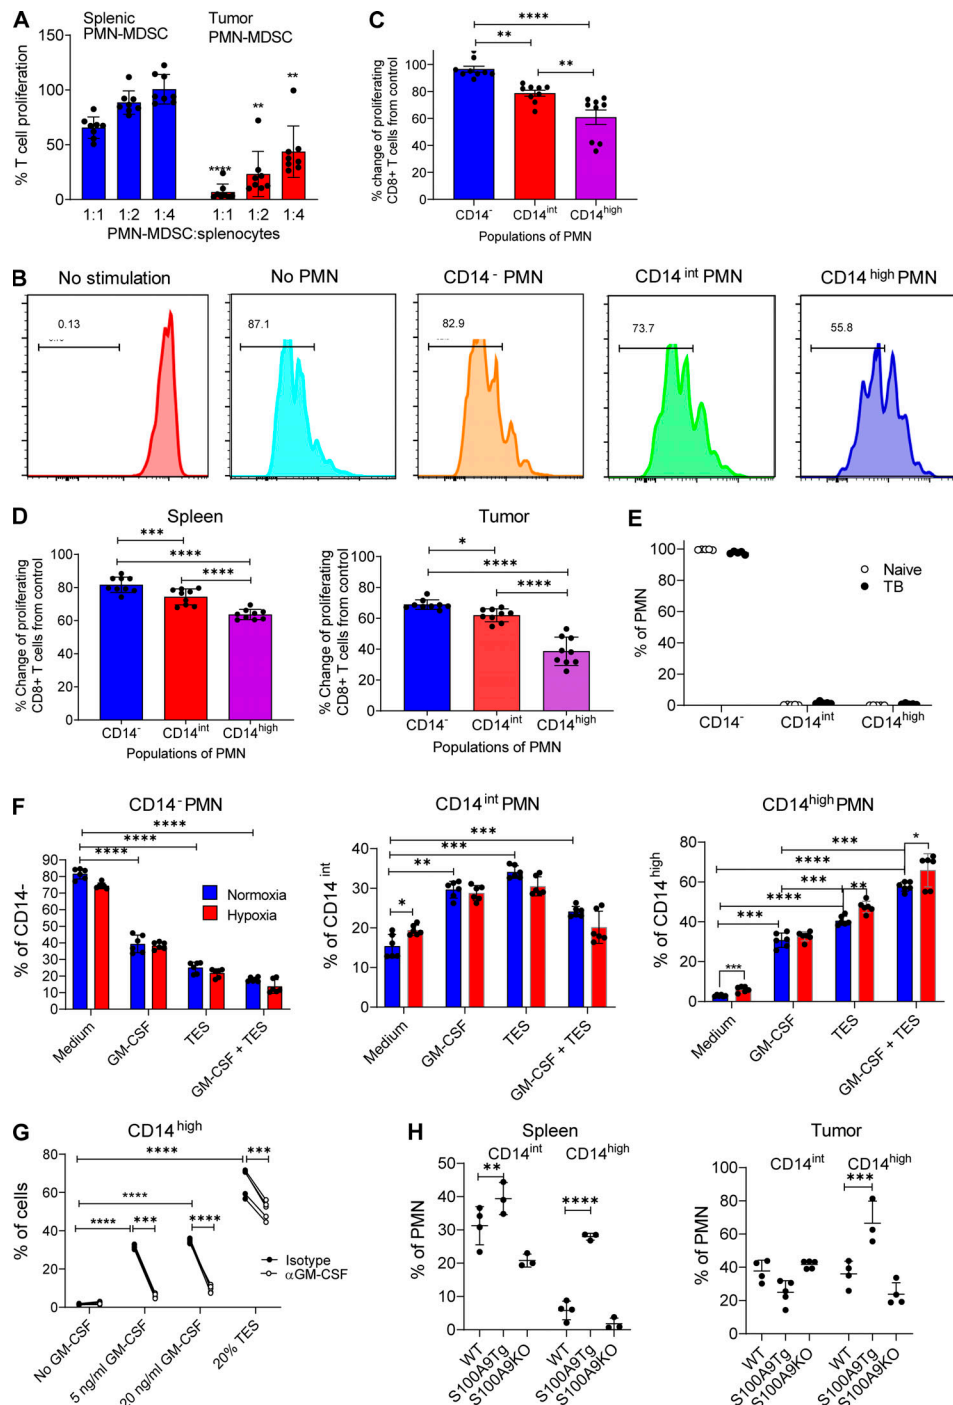 A
Splenic
PMN-MDSC
Tumor
PMN-MDSC
% T cell proliferation
150
100
50
0
****
**
**
1:1
1:2
1:4
1:1
1:2
1:4
PMN-MDSC:splenocytes
C
****
**
**
% change of proliferating
CD8+ T cells from control
100
80
60
40
20
0
CD14-
CD14int
CD14high
Populations of PMN
B
No stimulation
No PMN
CD14 - PMN
CD14 int PMN
CD14 high PMN
0.13
87.1
82.9
73.7
55.8
D
Spleen
% Change of proliferating
CD8+ T cells from control
100
80
60
40
20
0
***
****
****
CD14-
CD14int
CD14high
Populations of PMN
Tumor
% Change of proliferating
CD8+ T cells from control
100
80
60
40
20
0
*
****
****
CD14-
CD14int
CD14high
Populations of PMN
E
% of PMN
100
80
60
40
20
0
Naive
TB
CD14-
CD14int
CD14high
F
CD14-PMN
% of CD14-
90
80
70
60
50
40
30
20
10
0
****
****
****
Normoxia
Hypoxia
Medium
GM-CSF
TES
GM-CSF + TES
CD14int PMN
% of CD14 int
40
30
20
10
0
***
***
**
*
Medium
GM-CSF
TES
GM-CSF + TES
CD14high PMN
% of CD14high
80
60
40
20
0
***
****
***
****
***
***
**
*
Medium
GM-CSF
TES
GM-CSF + TES
G
CD14high
% of cells
80
60
40
20
0
****
***
****
****
***
****
Isotype
αGM-CSF
No GM-CSF
5 ng/ml GM-CSF
20 ng/ml GM-CSF
20% TES
H
Spleen
CD14int
CD14high
% of PMN
50
40
30
20
10
0
**
****
WT
S100A9Tg
S100A9KO
WT
S100A9Tg
S100A9KO
Tumor
CD14int
CD14high
% of PMN
100
80
60
40
20
0
***
WT
S100A9Tg
S100A9KO
WT
S100A9Tg
S100A9KO